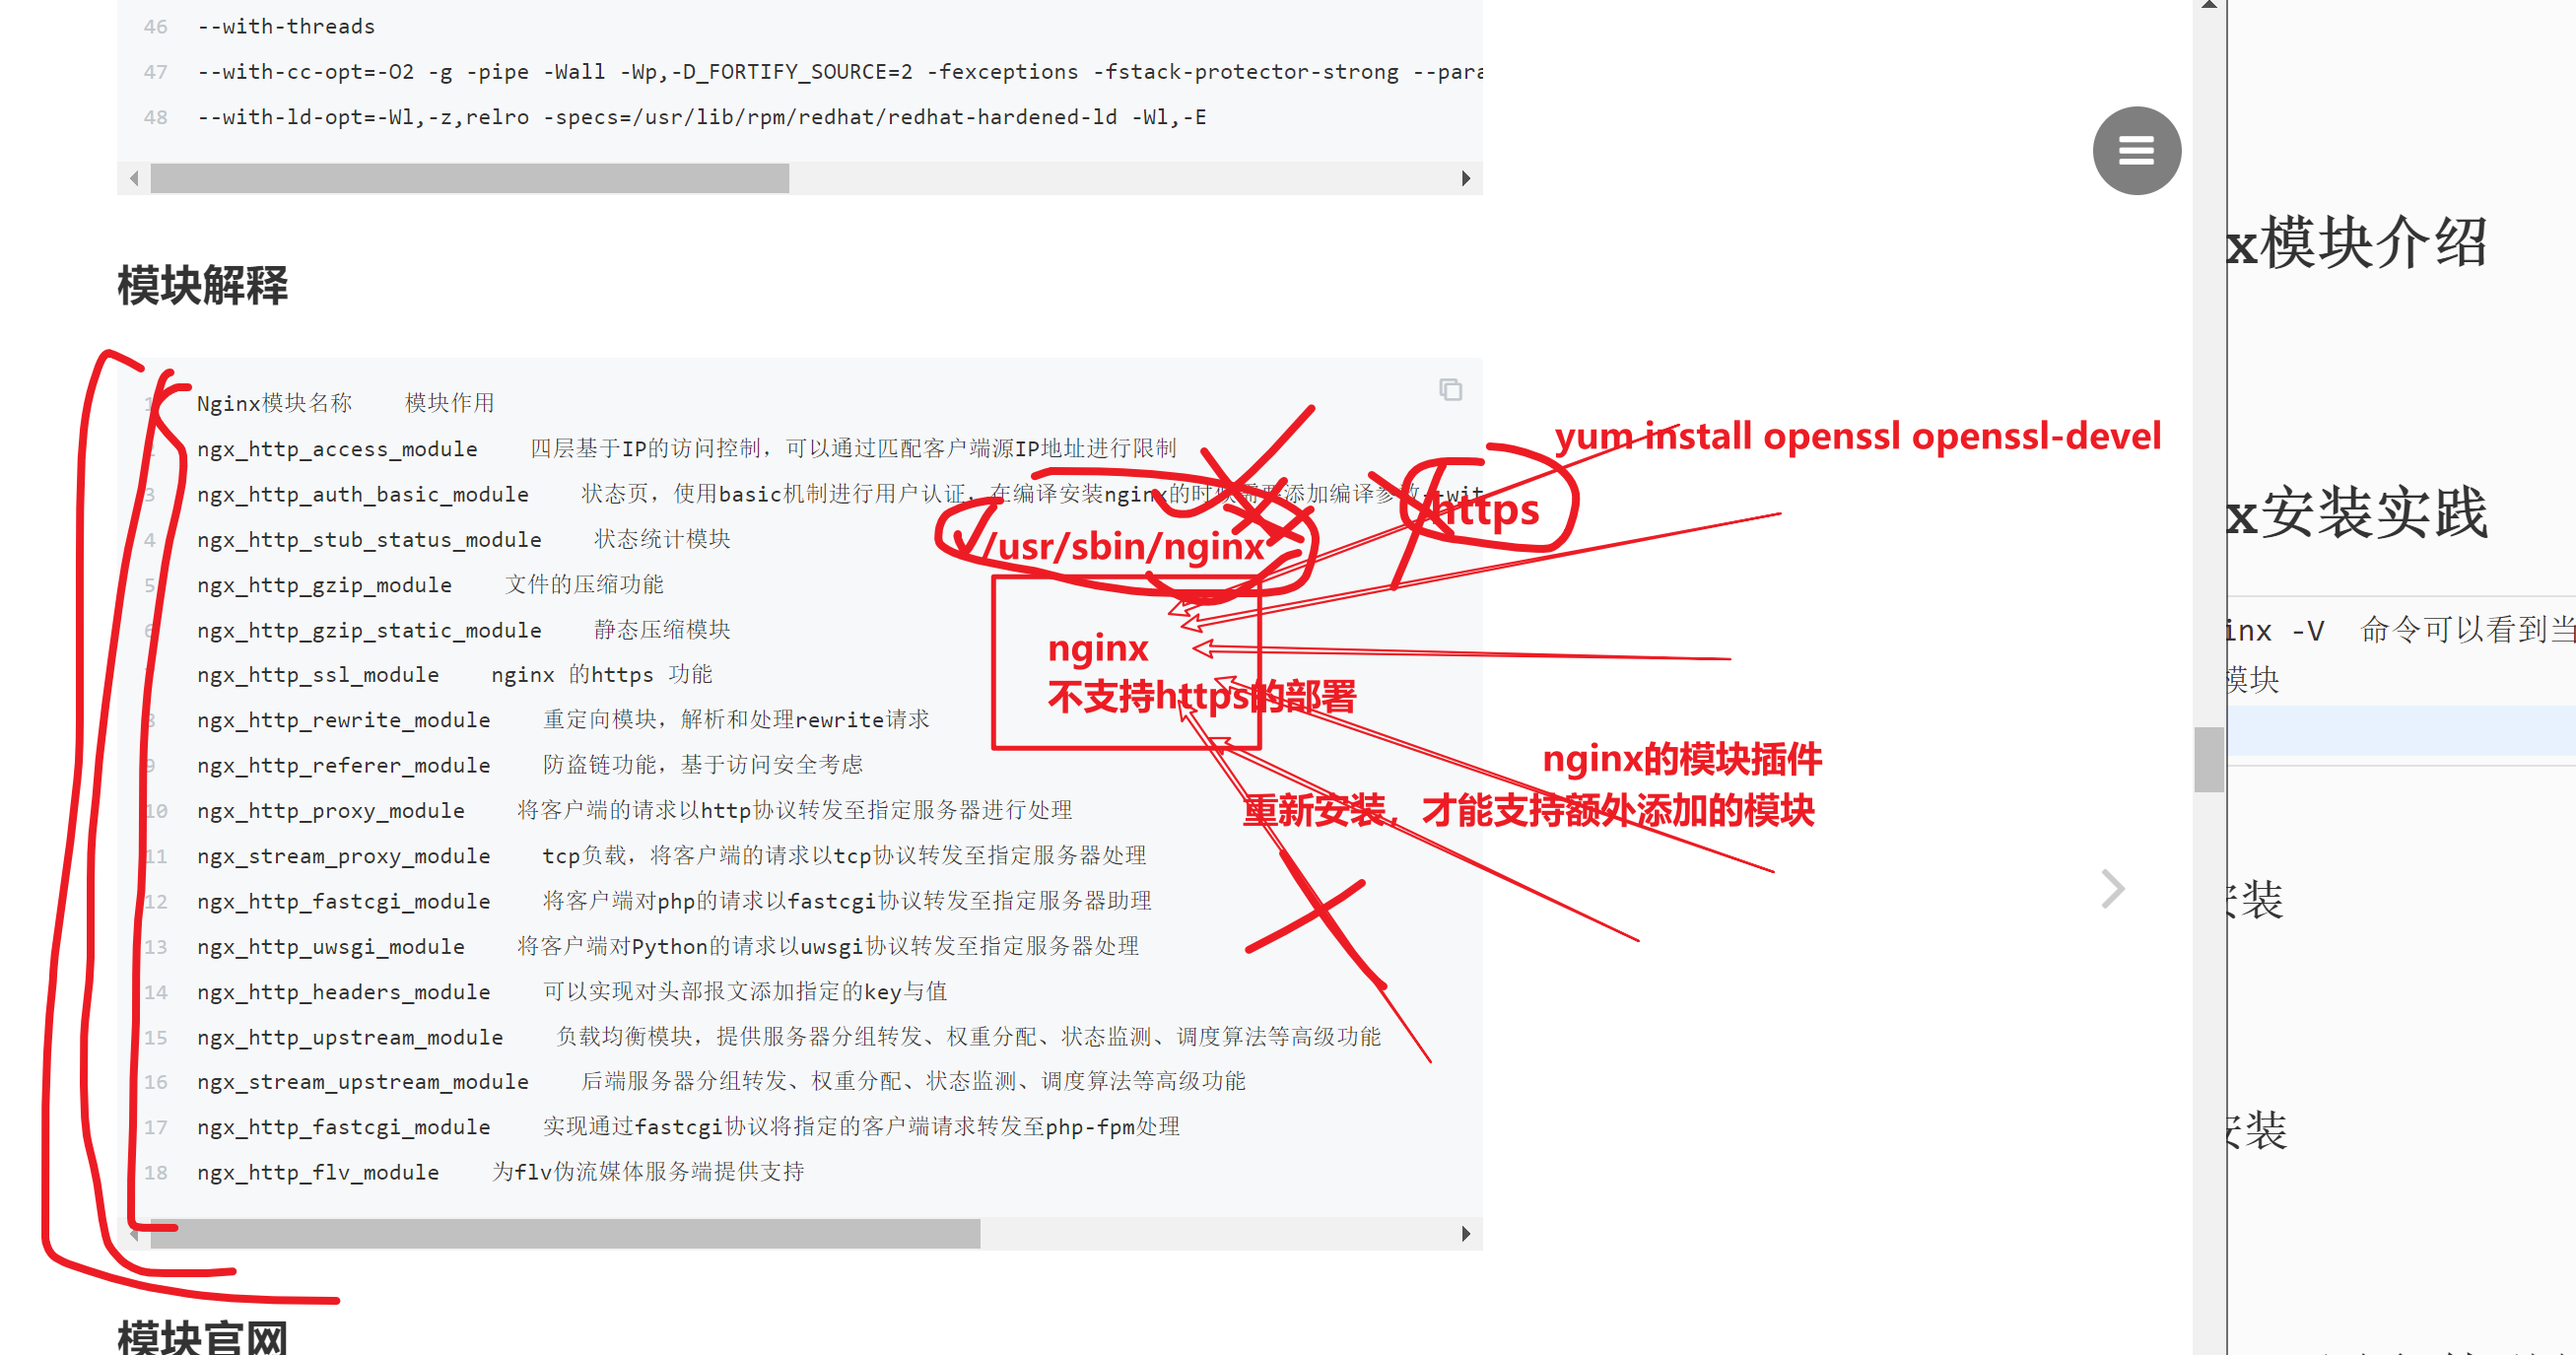 46 --with-threads
47 --with-cc-opt=-O2 -g -pipe -Wall -Wp,-D_FORTIFY_SOURCE=2 -fexceptions -fstack-protector-strong --para
48 --with-ld-opt=-Wl,-z,relro -specs=/usr/lib/rpm/redhat/redhat-hardened-ld -Wl,-E
模块解释
1 Nginx模块名称 模块作用
ngx_http_access_module 四层基于IP的访问控制，可以通过匹配客户端源IP地址进行限制
3 ngx_http_auth_basic_module 状态页，使用basic机制进行用户认证，在编译安装nginx的时候需要添加编译参数--wit
4 ngx_http_stub_status_module 状态统计模块
5 ngx_http_gzip_module 文件的压缩功能
6 ngx_http_gzip_static_module 静态压缩模块
ngx_http_ssl_module nginx 的https 功能
8 ngx_http_rewrite_module 重定向模块，解析和处理rewrite请求
9 ngx_http_referer_module 防盗链功能，基于访问安全考虑
10 ngx_http_proxy_module 将客户端的请求以http协议转发至指定服务器进行处理
11 ngx_stream_proxy_module tcp负载，将客户端的请求以tcp协议转发至指定服务器处理
12 ngx_http_fastcgi_module 将客户端对php的请求以fastcgi协议转发至指定服务器助理
13 ngx_http_uwsgi_module 将客户端对Python的请求以uwsgi协议转发至指定服务器处理
14 ngx_http_headers_module 可以实现对头部报文添加指定的key与值
15 ngx_http_upstream_module 负载均衡模块，提供服务器分组转发、权重分配、状态监测、调度算法等高级功能
16 ngx_stream_upstream_module 后端服务器分组转发、权重分配、状态监测、调度算法等高级功能
17 ngx_http_fastcgi_module 实现通过fastcgi协议将指定的客户端请求转发至php-fpm处理
18 ngx_http_flv_module 为flv伪流媒体服务端提供支持
模块官网
yum install openssl openssl-devel
https
/usr/sbin/nginx
nginx
不支持https的部署
nginx的模块插件
重新安装，才能支持额外添加的模块
x模块介绍
x安装实践
inx -V 命令可以看到当
模块
装
安装